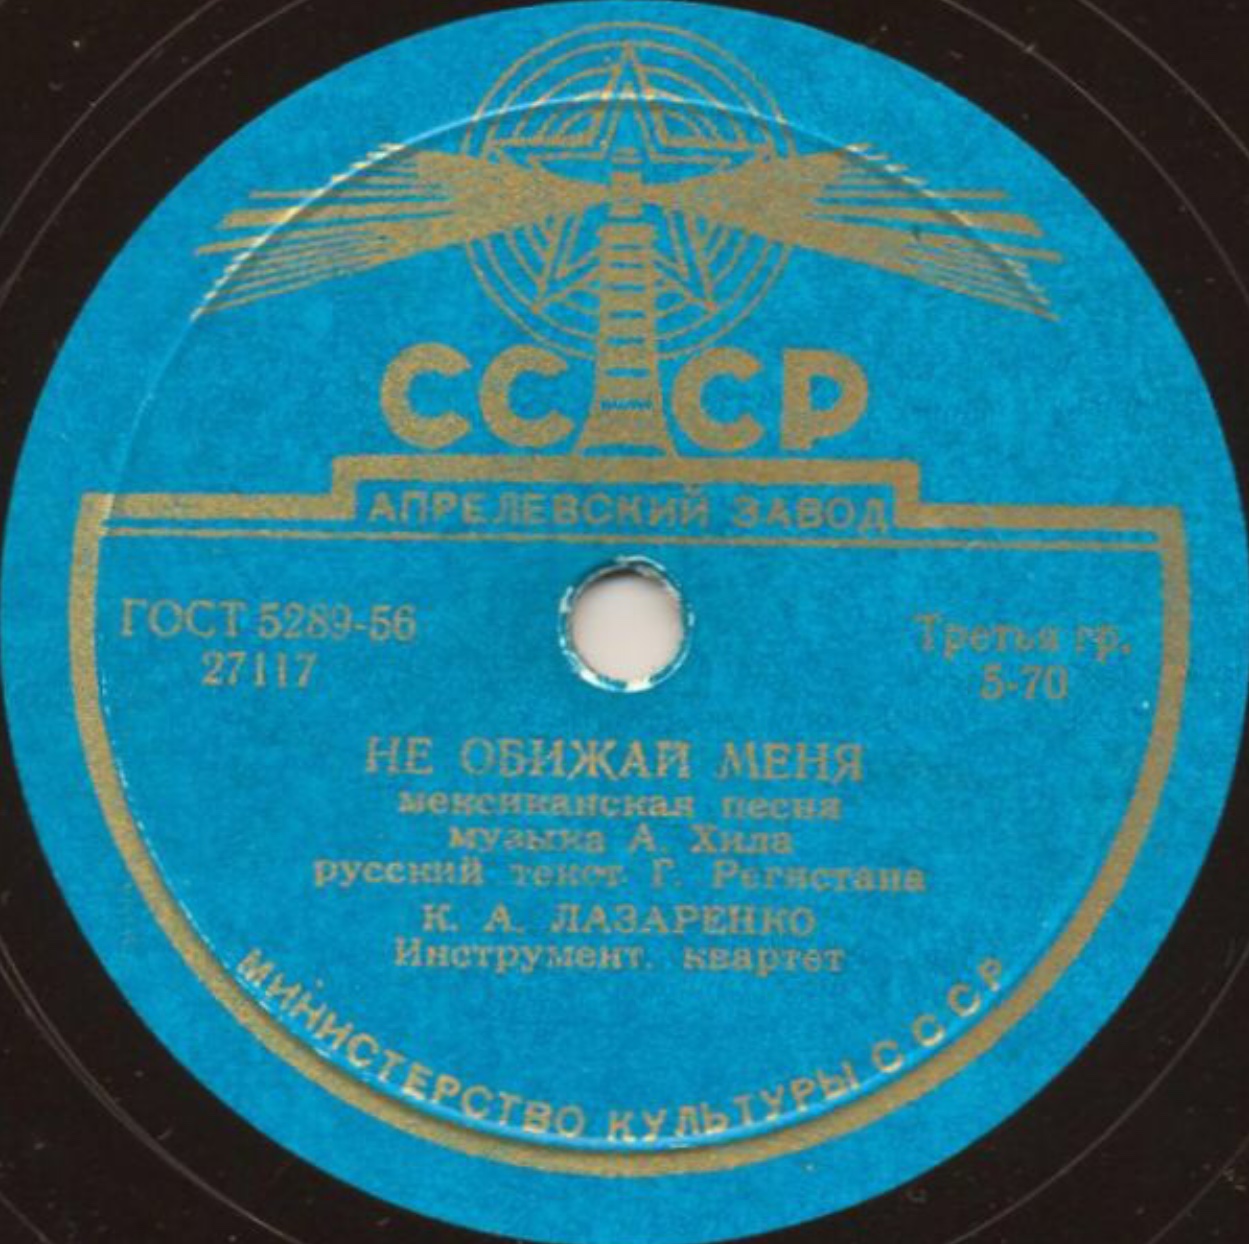 СССР
АПРЕЛЕВСКИЙ ЗАВОД
ГОСТ 5289-56
27117
Третья гр.
5-70
НЕ ОБИЖАЙ МЕНЯ
мексиканская песня
музыка А. Хила
русский текст Г. Регистана
К. А. ЛАЗАРЕНКО
Инструмент. квартет
МИНИСТЕРСТВО КУЛЬТУРЫ СССР